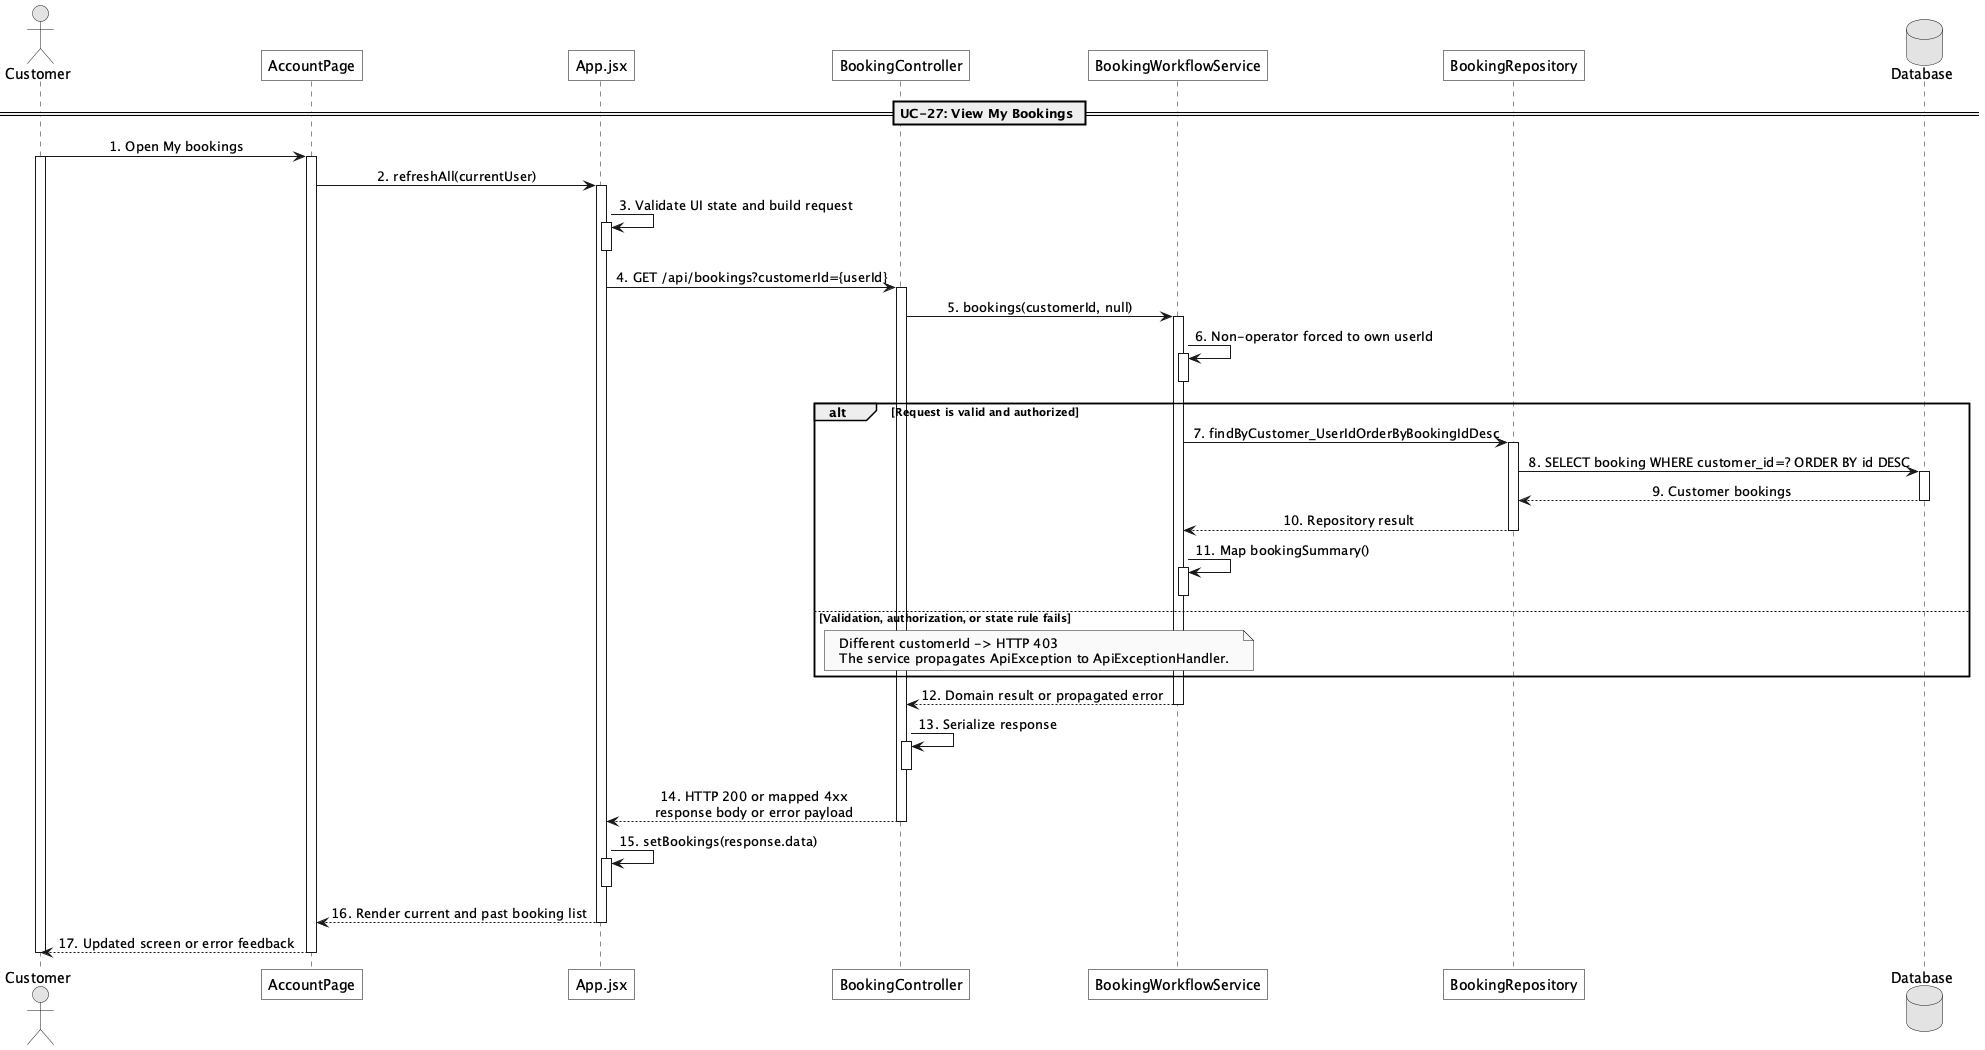 Customer
AccountPage
App.jsx
BookingController
BookingWorkflowService
BookingRepository
Database
UC-27: View My Bookings
1. Open My bookings
2. refreshAll(currentUser)
3. Validate UI state and build request
4. GET /api/bookings?customerId={userId}
5. bookings(customerId, null)
6. Non-operator forced to own userId
alt
[Request is valid and authorized]
7. findByCustomer_UserIdOrderByBookingIdDesc
8. SELECT booking WHERE customer_id=? ORDER BY id DESC
9. Customer bookings
10. Repository result
11. Map bookingSummary()
[Validation, authorization, or state rule fails]
Different customerId -> HTTP 403
The service propagates ApiException to ApiExceptionHandler.
12. Domain result or propagated error
13. Serialize response
14. HTTP 200 or mapped 4xx
response body or error payload
15. setBookings(response.data)
16. Render current and past booking list
17. Updated screen or error feedback
Customer
AccountPage
App.jsx
BookingController
BookingWorkflowService
BookingRepository
Database